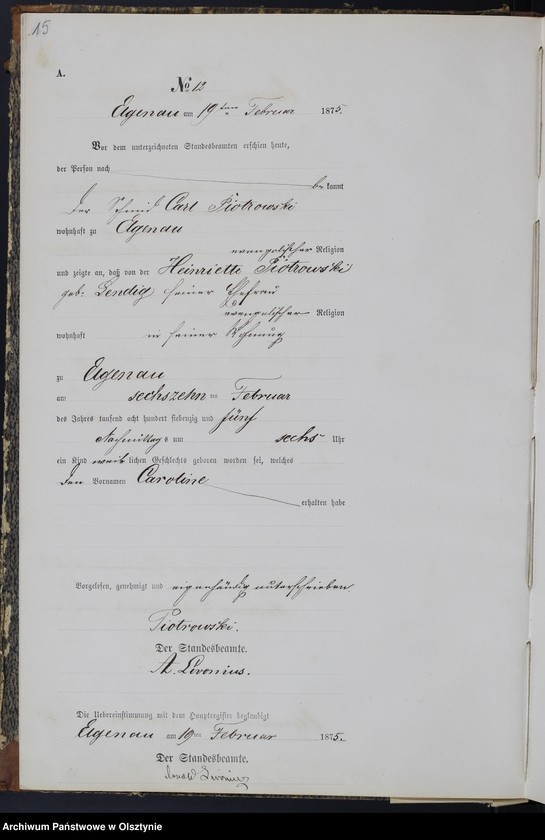 15
A.
No 12
Elgenau am 19ten Februar 1875.
Vor dem unterzeichneten Standesbeamten erschien heute,
der Person nach
bekannt
der Schmid Carl Piotrowski
wohnhaft zu Elgenau
evangelischer Religion
und zeigte an, daß von der Heinriette Piotrowski
geb: Lendig seiner Ehefrau
evangelischer Religion
wohnhaft in seiner Wohnung
zu Elgenau
am sechszehn ten Februar
des Jahres tausend acht hundert siebenzig und fünf
Nachmittags um sechs Uhr
ein Kind weiblichen Geschlechts geboren worden sei, welches
den Vornamen Caroline
erhalten habe
Vorgelesen, genehmigt und eigenhändig unterschrieben
Piotrowski.
Der Standesbeamte.
A. Livonius.
Die Uebereinstimmung mit dem Hauptregister beglaubigt
Elgenau am 19ten Februar 1875.
Der Standesbeamte.
Livonius
Archiwum Państwowe w Olsztynie